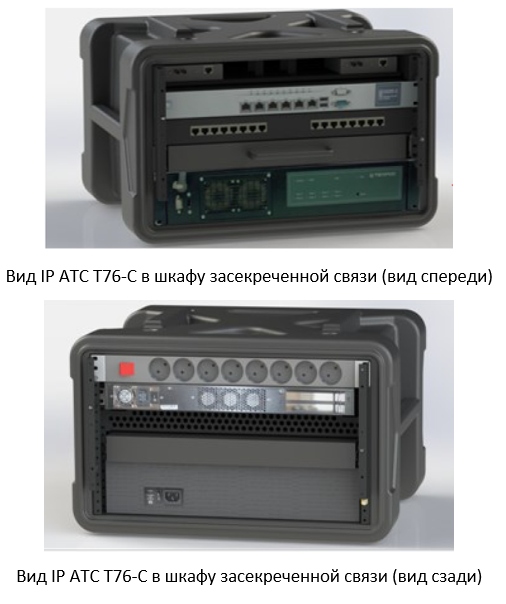 Вид IP АТС Т76-С в шкафу засекреченной связи (вид спереди)
Вид IP АТС Т76-С в шкафу засекреченной связи (вид сзади)